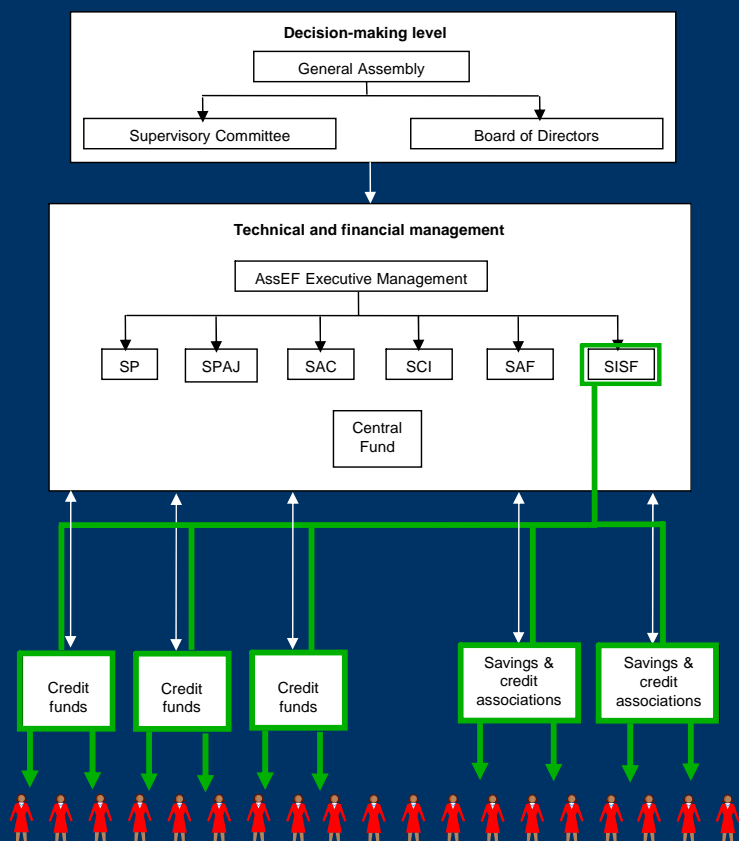 Decision-making level
General Assembly
Supervisory Committee
Board of Directors
Technical and financial management
AssEF Executive Management
SP
SPAJ
SAC
SCI
SAF
SISF
Central
Fund
Credit
funds
Credit
funds
Credit
funds
Savings &
credit
associations
Savings &
credit
associations